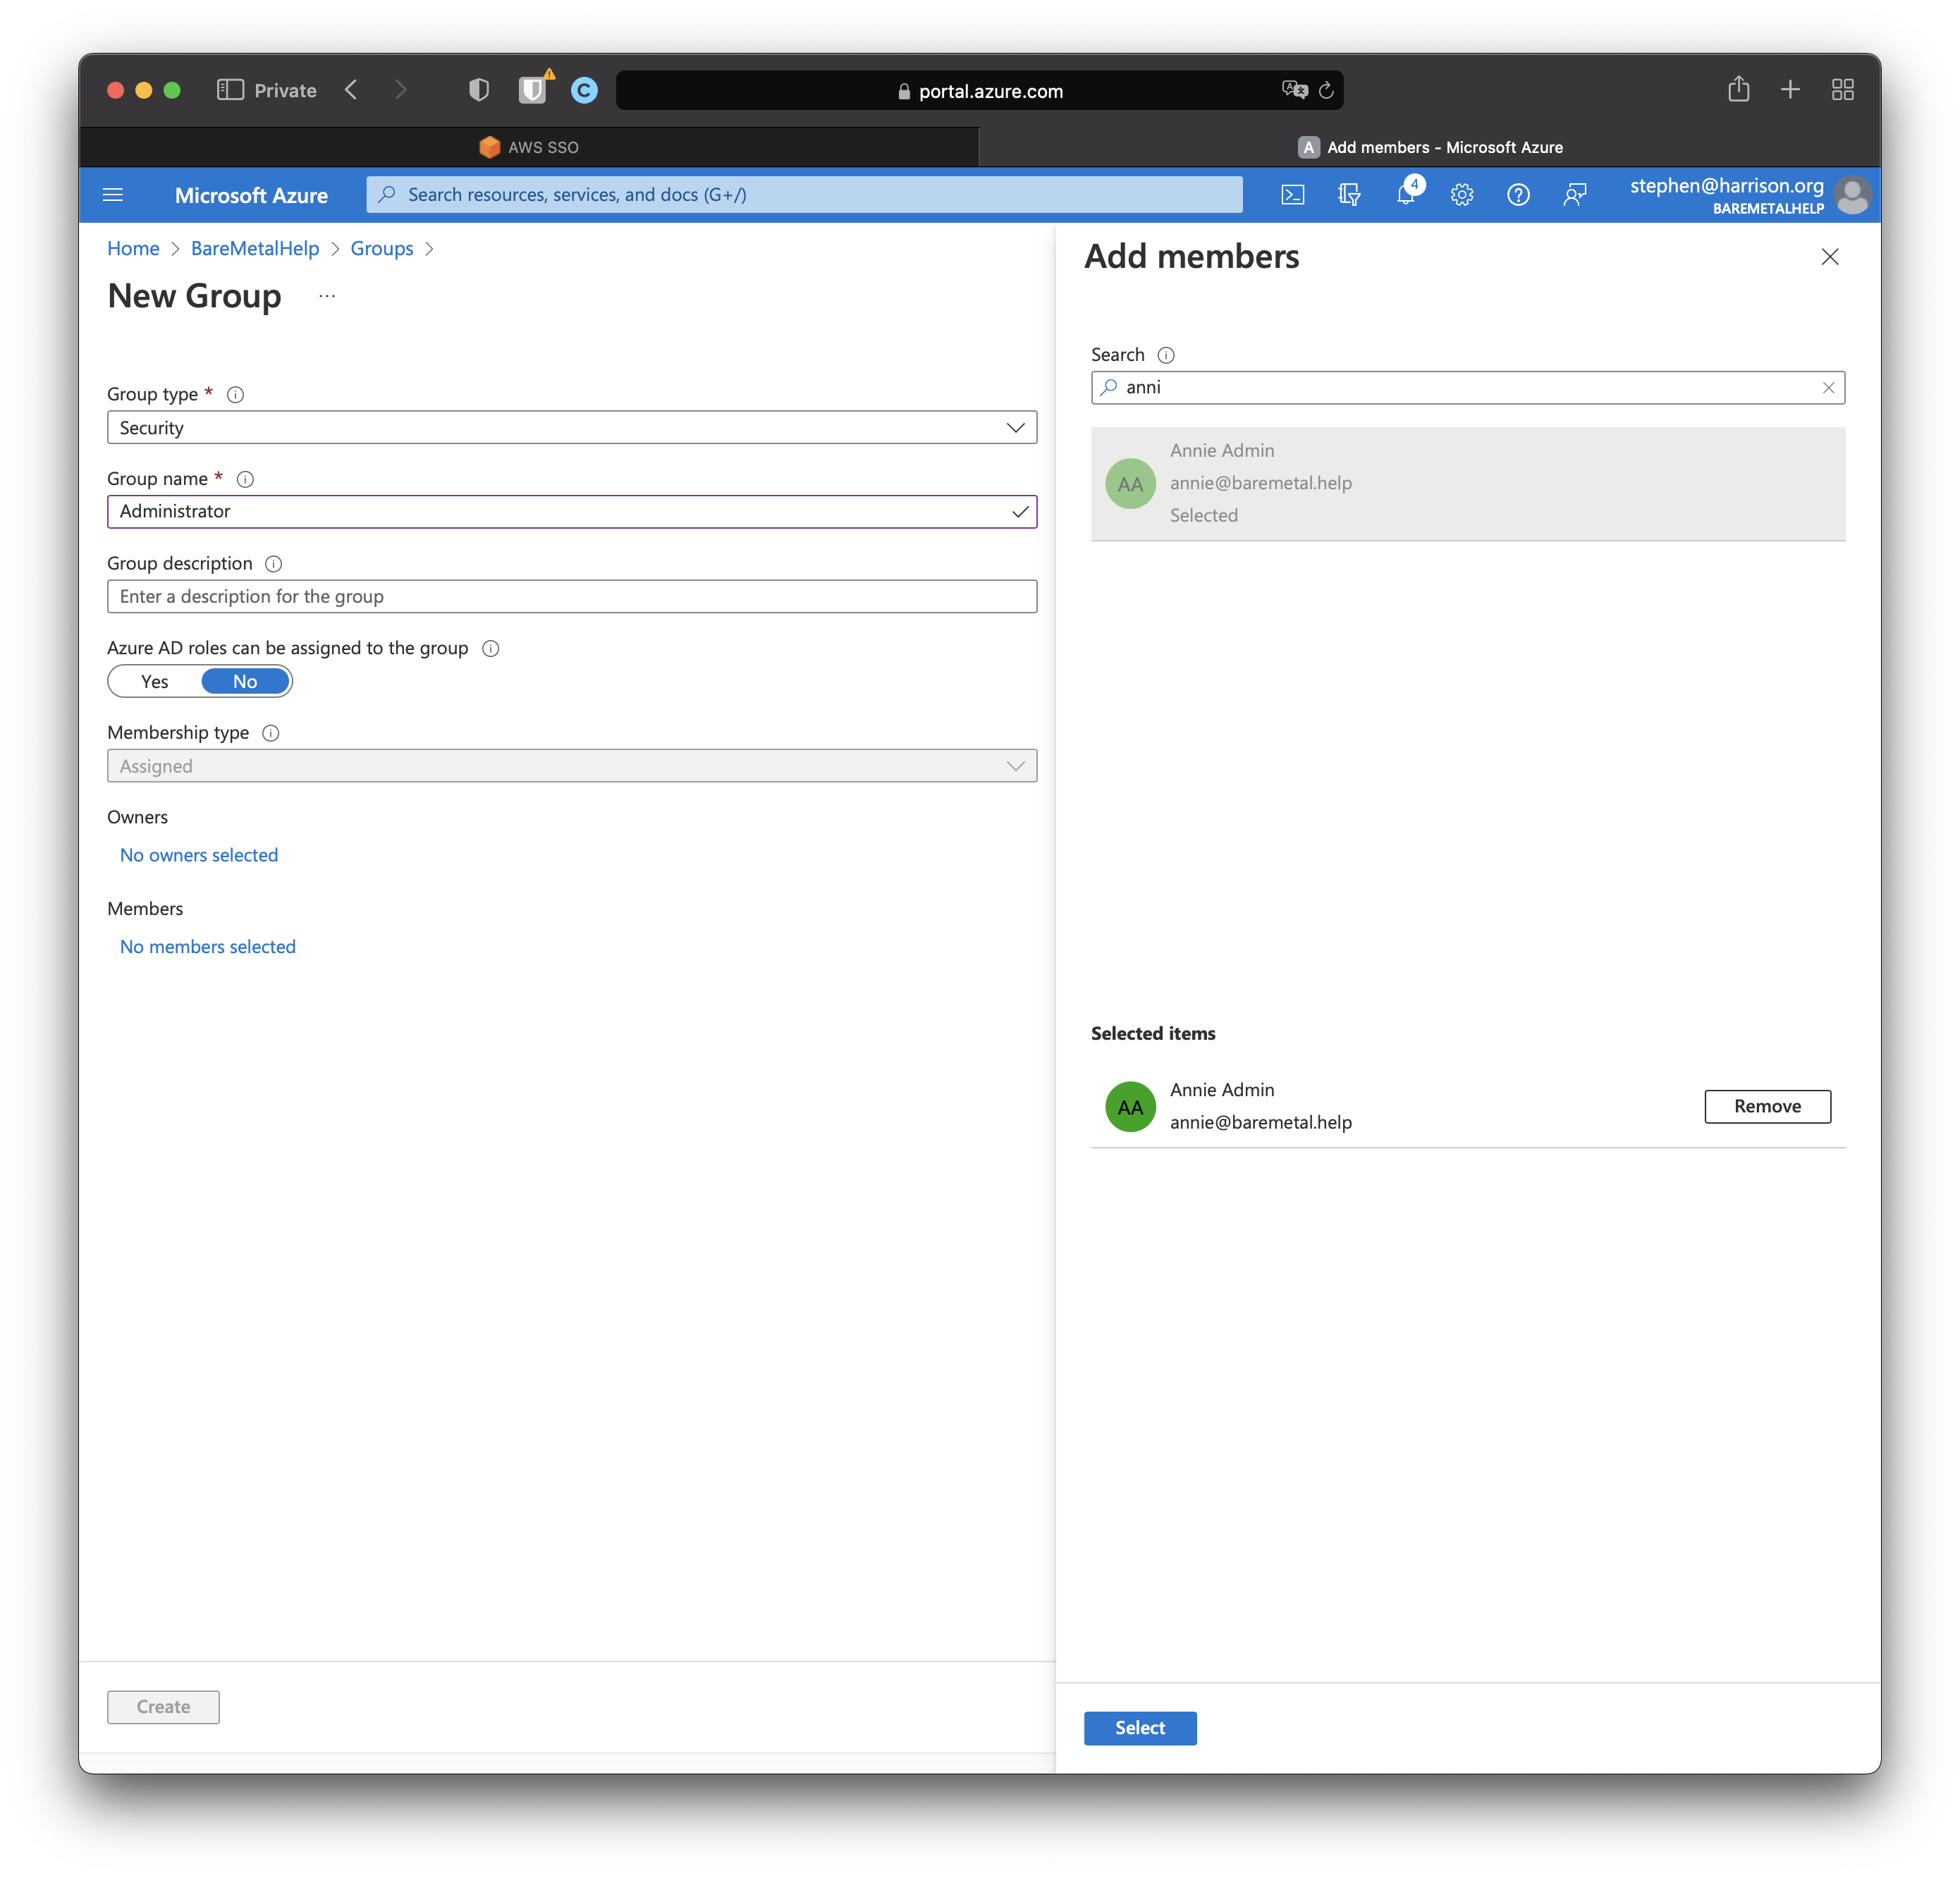 Private
C
portal.azure.com
AWS SSO
A Add members - Microsoft Azure
Microsoft Azure
Search resources, services, and docs (G+/)
4
stephen@harrison.org
BAREMETALHELP
Home > BareMetalHelp > Groups >
New Group ...
Group type *
Security
Group name *
Administrator
Group description
Enter a description for the group
Azure AD roles can be assigned to the group
Yes No
Membership type
Assigned
Owners
No owners selected
Members
No members selected
Create
Add members
Search
anni
AA
Annie Admin
annie@baremetal.help
Selected
Selected items
AA
Annie Admin
annie@baremetal.help
Remove
Select